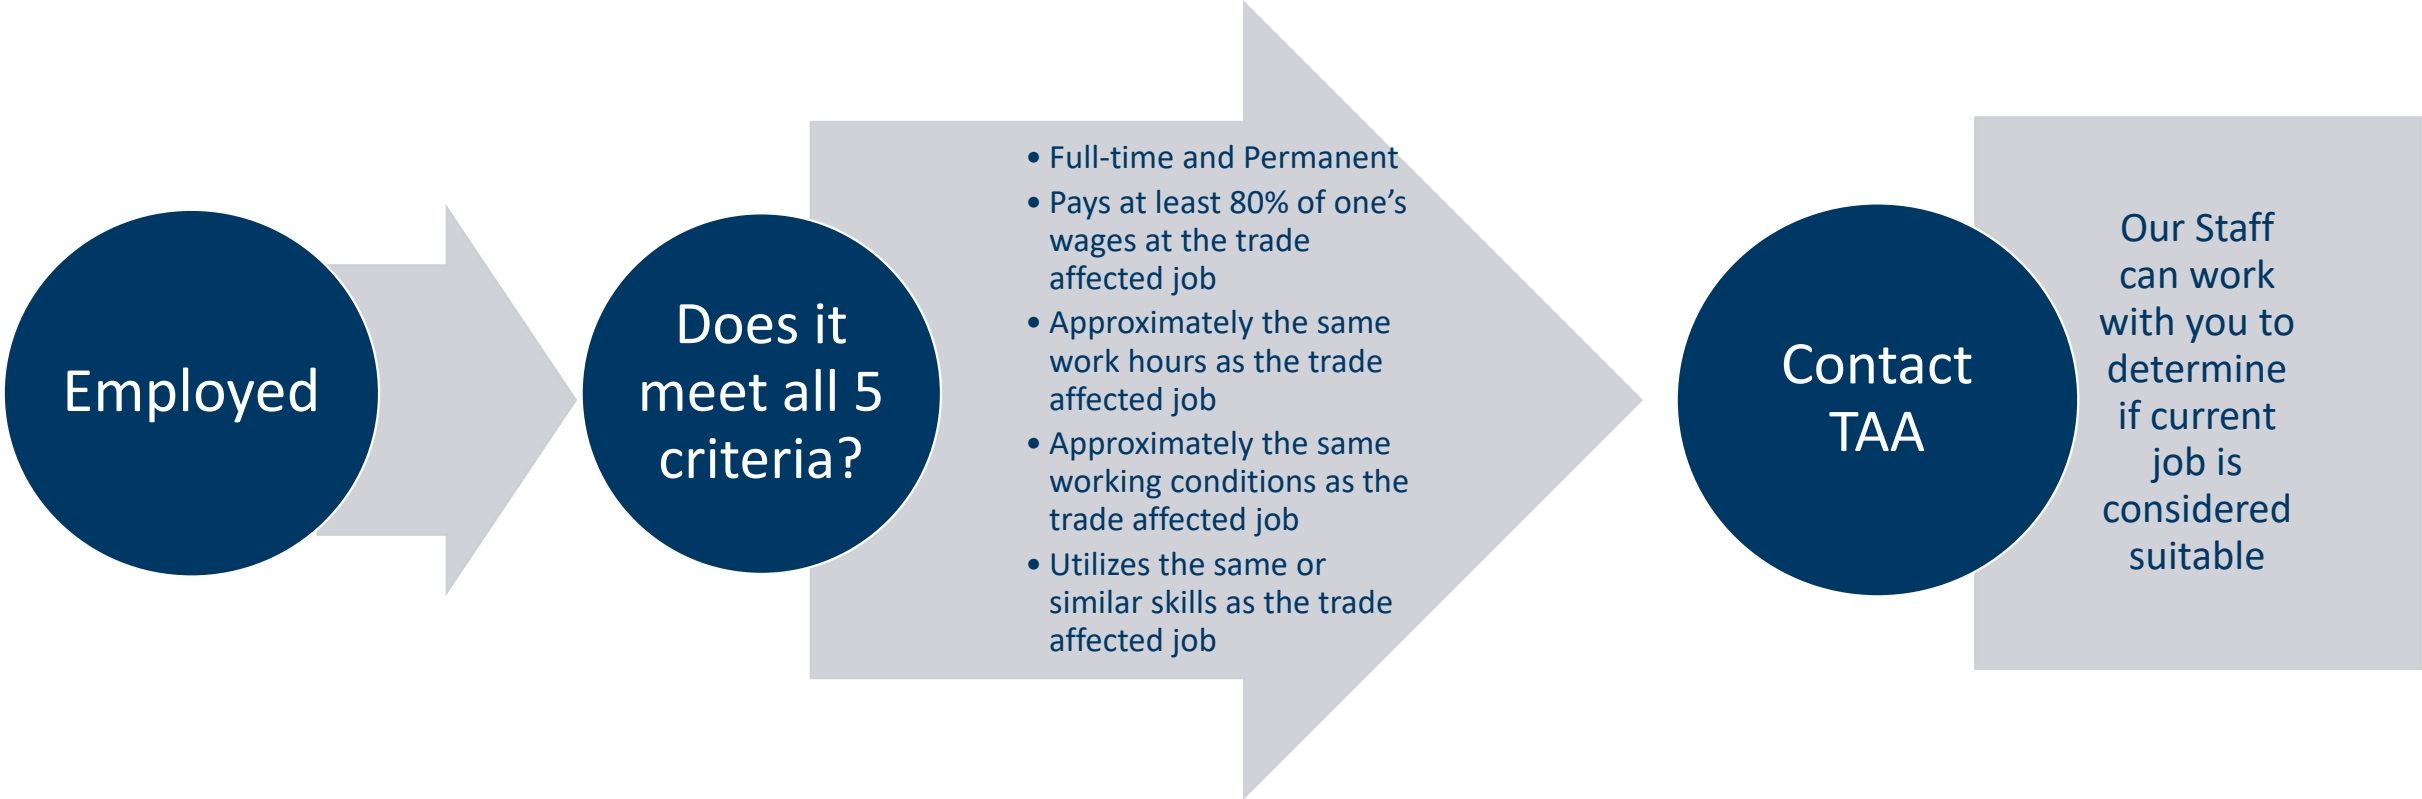 Employed
Does it
meet all 5
criteria?
• Full-time and Permanent
• Pays at least 80% of one’s
wages at the trade
affected job
• Approximately the same
work hours as the trade
affected job
• Approximately the same
working conditions as the
trade affected job
• Utilizes the same or
similar skills as the trade
affected job
Contact
TAA
Our Staff
can work
with you to
determine
if current
job is
considered
suitable